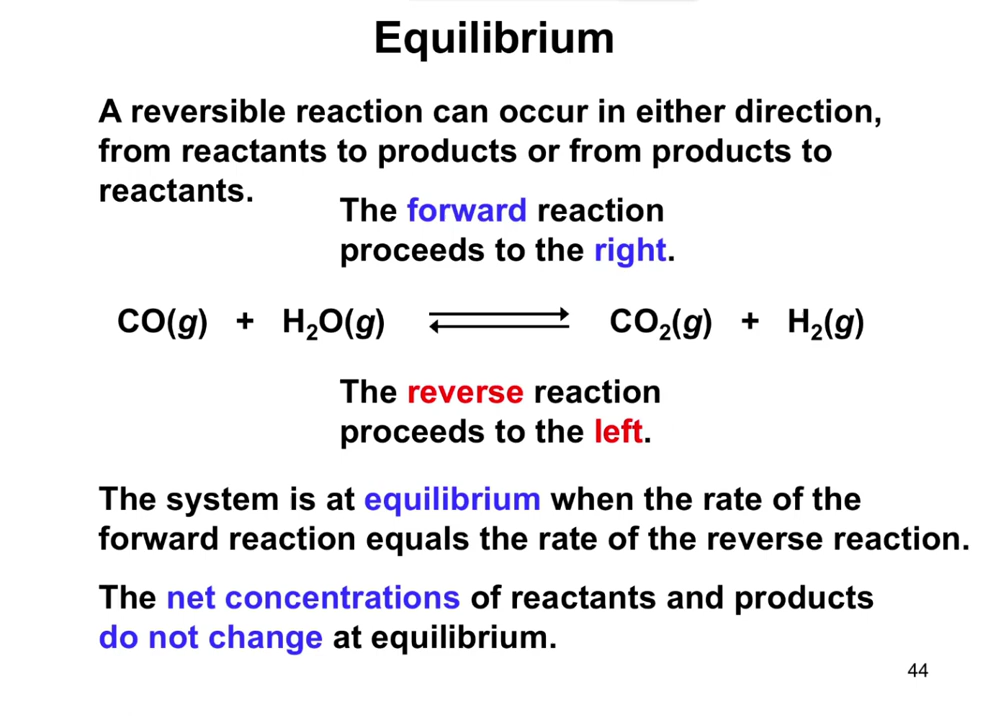 Equilibrium
A reversible reaction can occur in either direction,
from reactants to products or from products to
reactants.
The forward reaction
proceeds to the right.
CO(g) + H₂O(g) ⇌ CO₂(g) + H₂(g)
The reverse reaction
proceeds to the left.
The system is at equilibrium when the rate of the
forward reaction equals the rate of the reverse reaction.
The net concentrations of reactants and products
do not change at equilibrium.
44